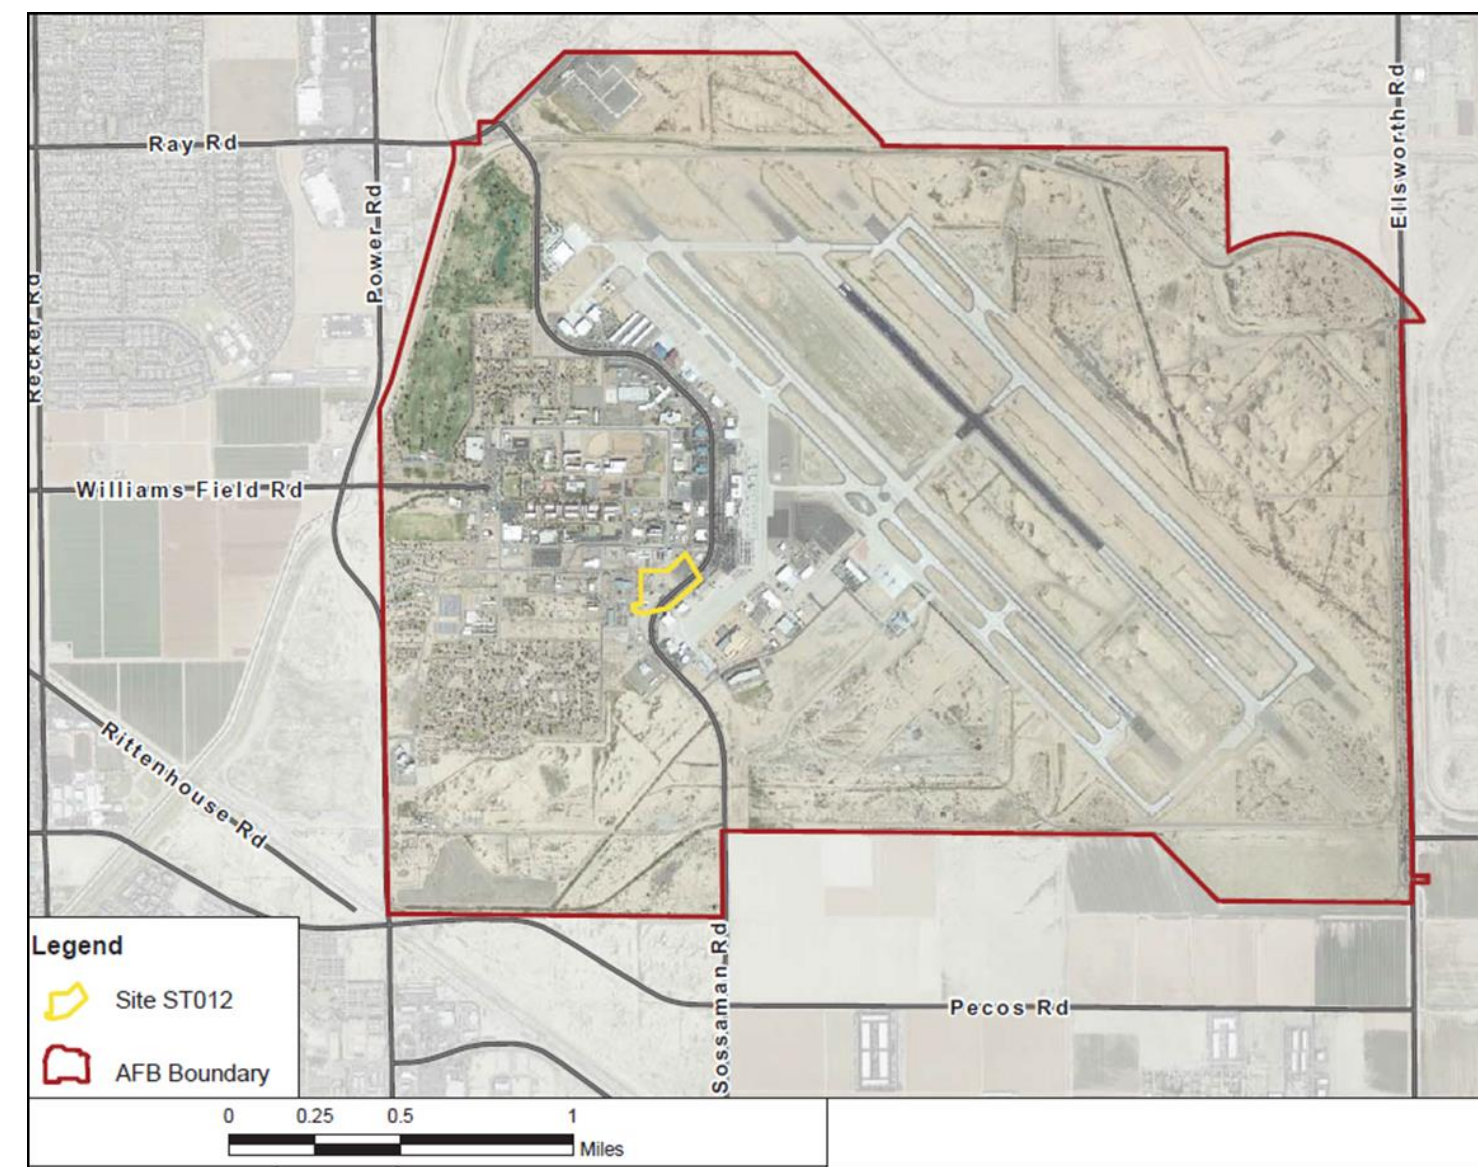 Ray Rd
Power Rd
Ellsworth Rd
Recker Rd
Williams Field Rd
Rittenhouse Rd
Sossaman Rd
Pecos Rd
Legend
Site ST012
AFB Boundary
0 0.25 0.5 1
Miles